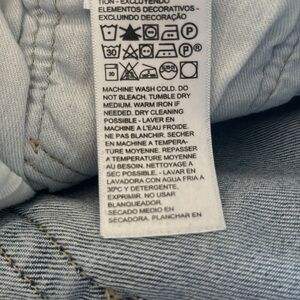 TION - EXCLUYENDO
ELEMENTOS DECORATIVOS -
EXCLUINDO DECORAÇÃO
MACHINE WASH COLD. DO
NOT BLEACH. TUMBLE DRY
MEDIUM. WARM IRON IF
NEEDED. DRY CLEANING
POSSIBLE - LAVER EN
MACHINE A L'EAU FROIDE.
NE PAS BLANCHIR. SECHER
EN MACHINE A TEMPERA-
TURE MOYENNE. REPASSER
A TEMPERATURE MOYENNE
AU BESOIN. NETTOYAGE A
SEC POSSIBLE - LAVAR EN
LAVADORA CON AGUA FRIA A
30ºC Y DETERGENTE,
EXPRIMIR. NO USAR
BLANQUEADOR.
SECADO MEDIO EN
SECADORA. PLANCHAR EN